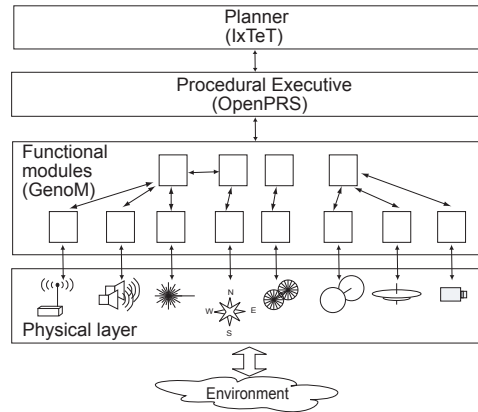 Planner
(IxTeT)
Procedural Executive
(OpenPRS)
Functional
modules
(GenoM)
N
W E
S
Physical layer
Environment